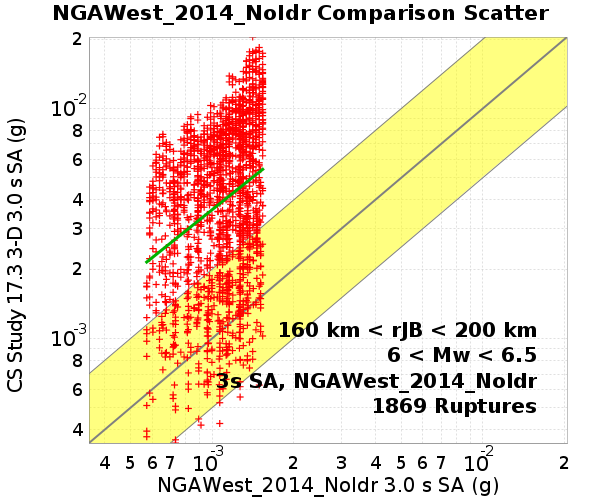 NGAWest_2014_NoIdr Comparison Scatter
2
10-2
8
6
4
3
2
10-3
8
6
4
CS Study 17.3 3-D 3.0 s SA (g)
160 km < rJB < 200 km
6 < Mw < 6.5
3s SA, NGAWest_2014_NoIdr
1869 Ruptures
4 5 6 7 10-3 2 3 4 5 6 7 10-2 2
NGAWest_2014_NoIdr 3.0 s SA (g)